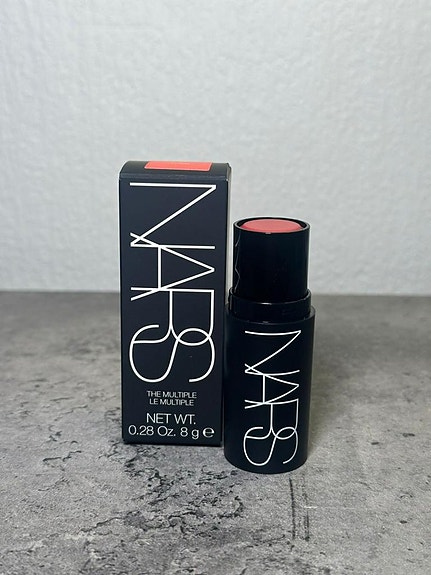 NARS
THE MULTIPLE
LE MULTIPLE
NET WT.
0.28 Oz. 8 g ℮
NARS